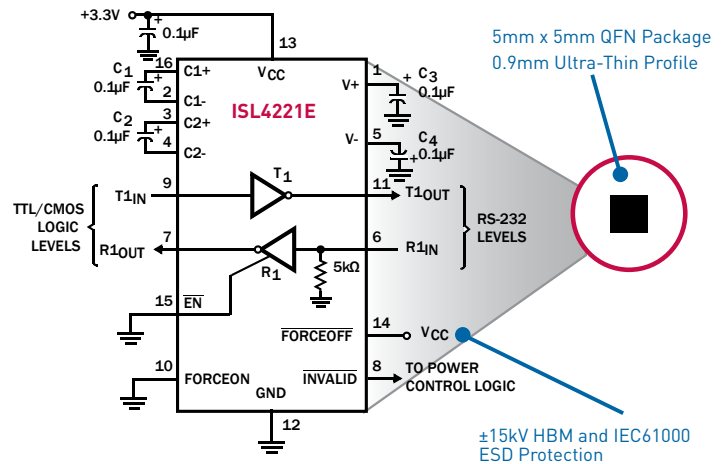 +3.3V
+
0.1µF
13
VCC
16
C1
0.1µF
+
C1+
2
C1-
3
C2
0.1µF
+
C2+
4
C2-
ISL4221E
1
V+
+
C3
0.1µF
5
V-
C4
+
0.1µF
TTL/CMOS
LOGIC
LEVELS
T1IN
9
T1
11
T1OUT
R1OUT
7
R1
5kΩ
6
R1IN
RS-232
LEVELS
15
EN
FORCEOFF
14
VCC
10
FORCEON
INVALID
8
TO POWER
CONTROL LOGIC
GND
12
5mm x 5mm QFN Package
0.9mm Ultra-Thin Profile
±15kV HBM and IEC61000
ESD Protection